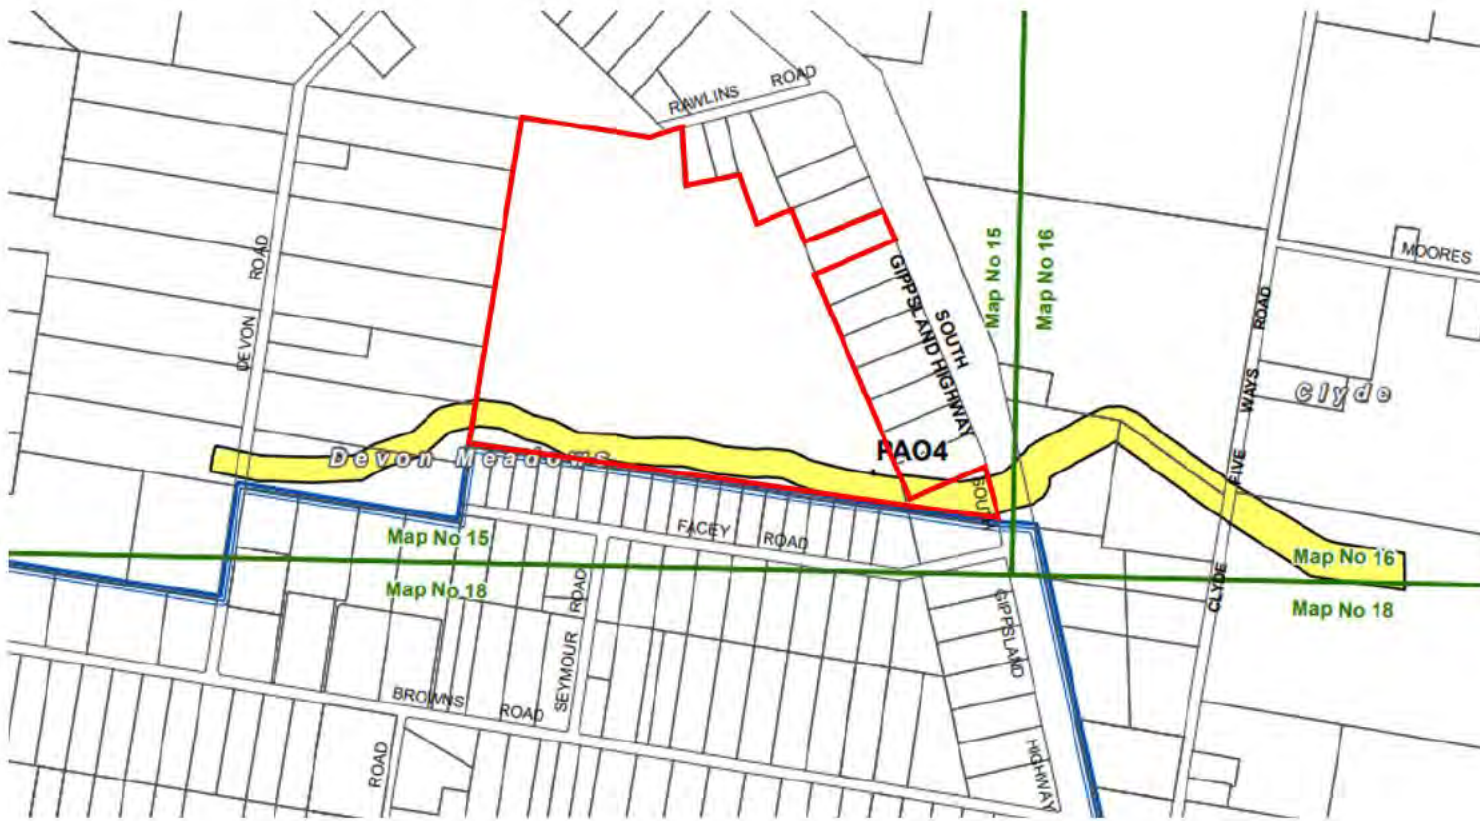 RAWLINS ROAD
DEVON ROAD
Map No 15
Map No 16
MOORES
SOUTH
GIPPSLAND HIGHWAY
CLYDE FIVE WAYS ROAD
Clyde
PAO4
Devon Meadows
SOUTH
FACEY ROAD
Map No 15
Map No 16
Map No 18
Map No 18
GIPPSLAND
HIGHWAY
SEYMOUR ROAD
BROWNS ROAD
ROAD